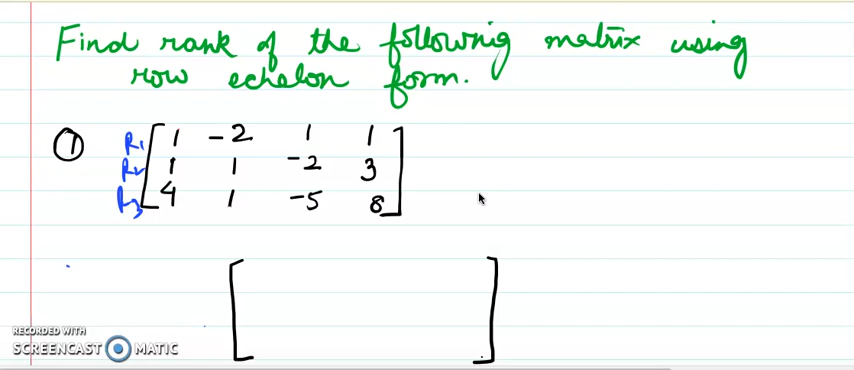 Find rank of the following matrix using
row echelon form.
① R1 [ 1 -2 1 1 ]
R2 [ 1 1 -2 3 ]
R3 [ 4 1 -5 8 ]
[ ]
RECORDED WITH
SCREENCAST MATIC